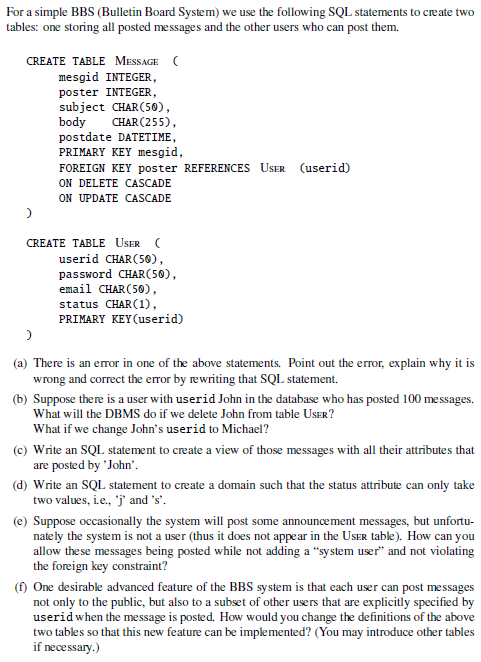 For a simple BBS (Bulletin Board System) we use the following SQL statements to create two
tables: one storing all posted messages and the other users who can post them.
CREATE TABLE MESSAGE (
mesgid INTEGER,
poster INTEGER,
subject CHAR(50),
body CHAR(255),
postdate DATETIME,
PRIMARY KEY mesgid,
FOREIGN KEY poster REFERENCES USER (userid)
ON DELETE CASCADE
ON UPDATE CASCADE
)
CREATE TABLE USER (
userid CHAR(50),
password CHAR(50),
email CHAR(50),
status CHAR(1),
PRIMARY KEY(userid)
)
(a) There is an error in one of the above statements. Point out the error, explain why it is
wrong and correct the error by rewriting that SQL statement.
(b) Suppose there is a user with userid John in the database who has posted 100 messages.
What will the DBMS do if we delete John from table USER?
What if we change John's userid to Michael?
(c) Write an SQL statement to create a view of those messages with all their attributes that
are posted by 'John'.
(d) Write an SQL statement to create a domain such that the status attribute can only take
two values, i.e., 'j' and 's'.
(e) Suppose occasionally the system will post some announcement messages, but unfortu-
nately the system is not a user (thus it does not appear in the USER table). How can you
allow these messages being posted while not adding a "system user" and not violating
the foreign key constraint?
(f) One desirable advanced feature of the BBS system is that each user can post messages
not only to the public, but also to a subset of other users that are explicitly specified by
userid when the message is posted. How would you change the definitions of the above
two tables so that this new feature can be implemented? (You may introduce other tables
if necessary.)